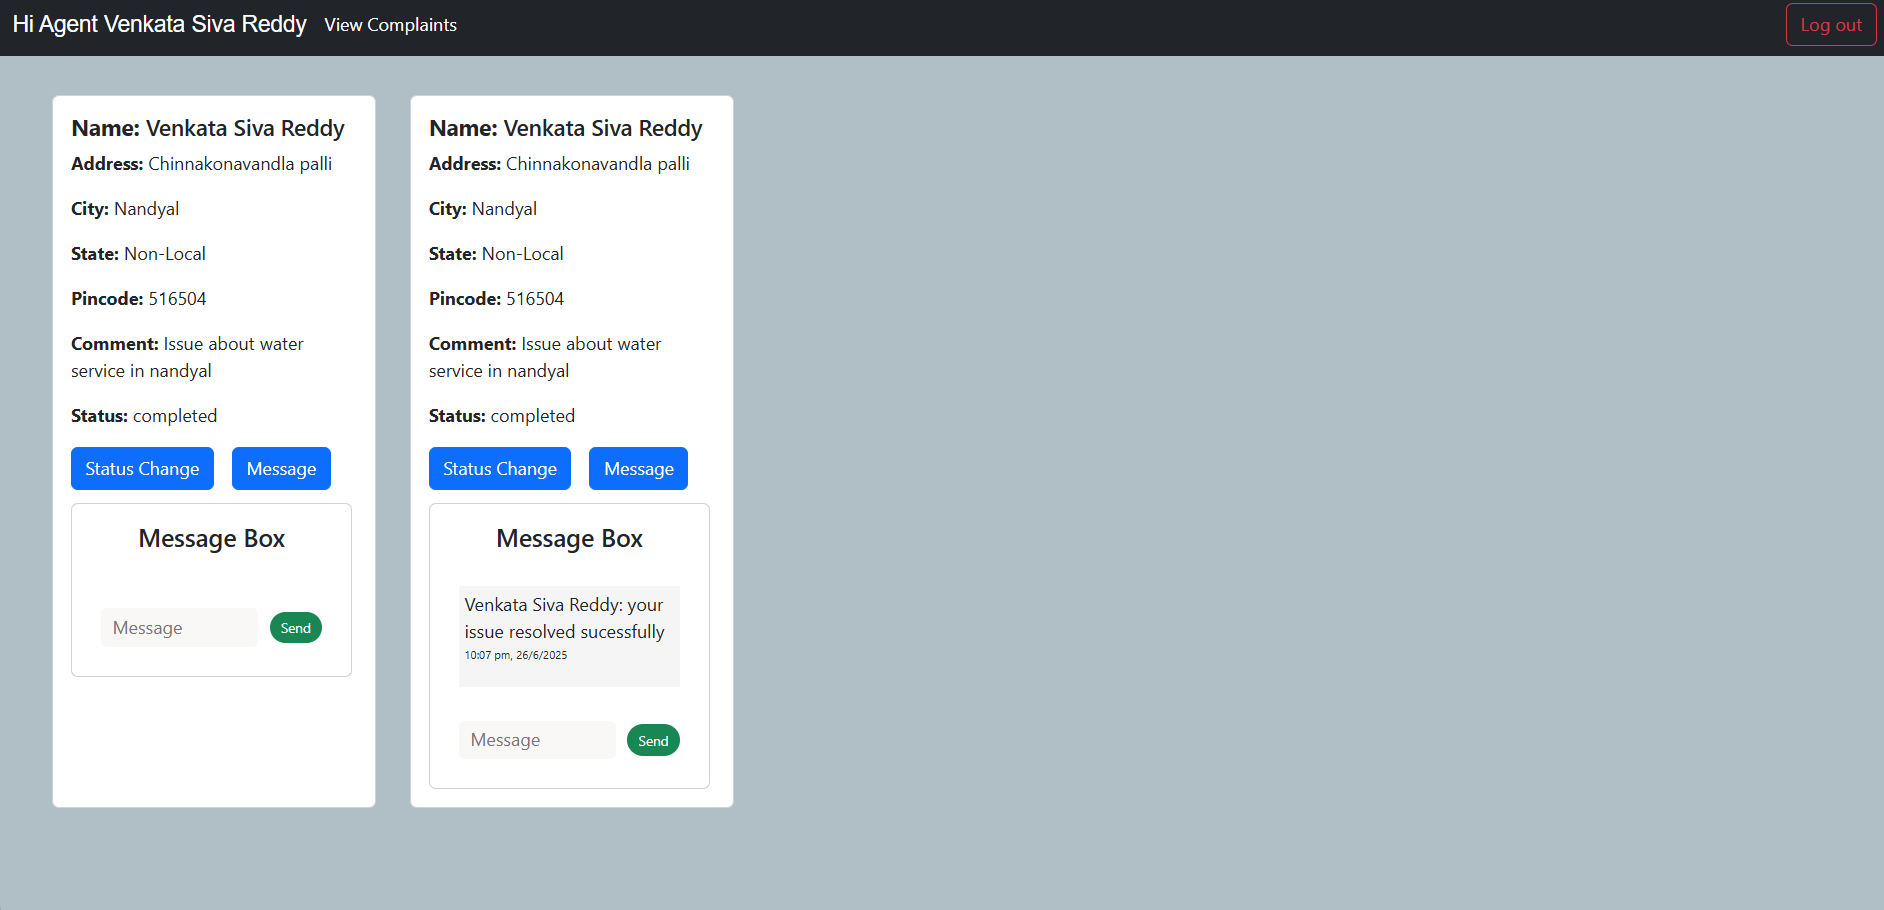 Hi Agent Venkata Siva Reddy View Complaints Log out
Name: Venkata Siva Reddy
Address: Chinnakonavandla palli
City: Nandyal
State: Non-Local
Pincode: 516504
Comment: Issue about water
service in nandyal
Status: completed
Status Change Message
Message Box
Message Send
Name: Venkata Siva Reddy
Address: Chinnakonavandla palli
City: Nandyal
State: Non-Local
Pincode: 516504
Comment: Issue about water
service in nandyal
Status: completed
Status Change Message
Message Box
Venkata Siva Reddy: your
issue resolved sucessfully
10:07 pm, 26/6/2025
Message Send